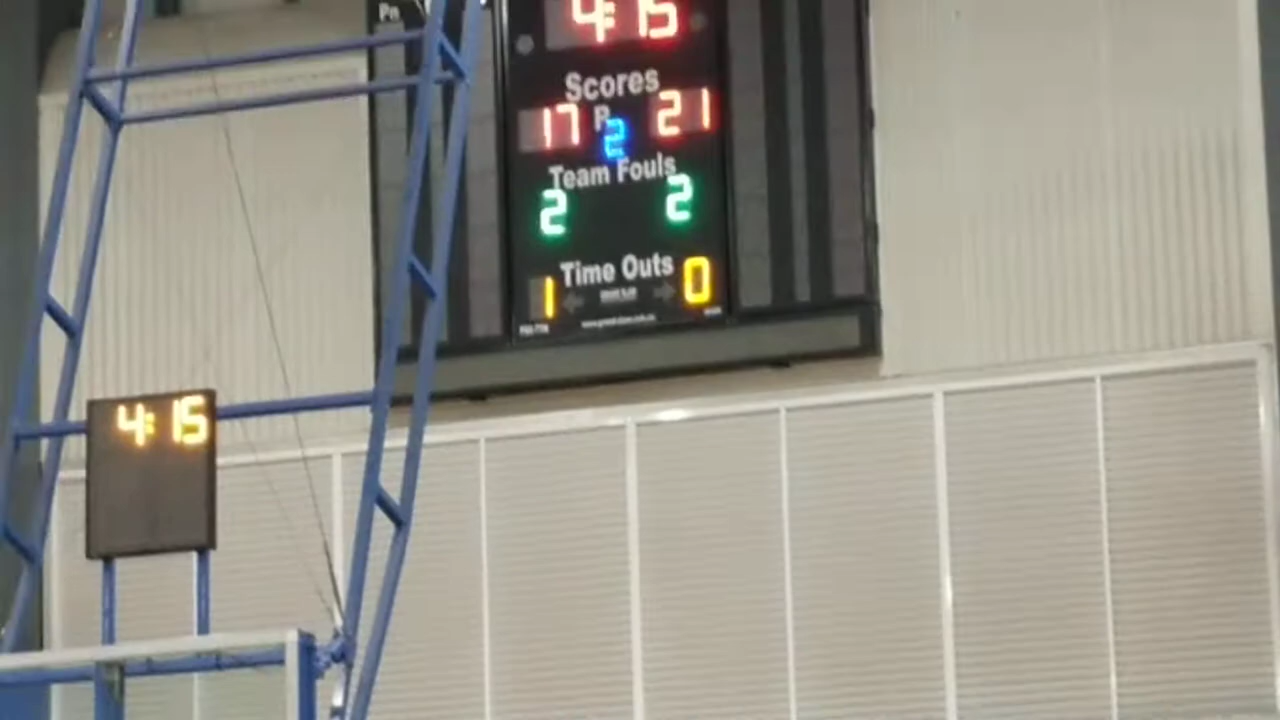 4:15
Scores
17 P 21
2
Team Fouls
2 2
Time Outs
1 0
4:15